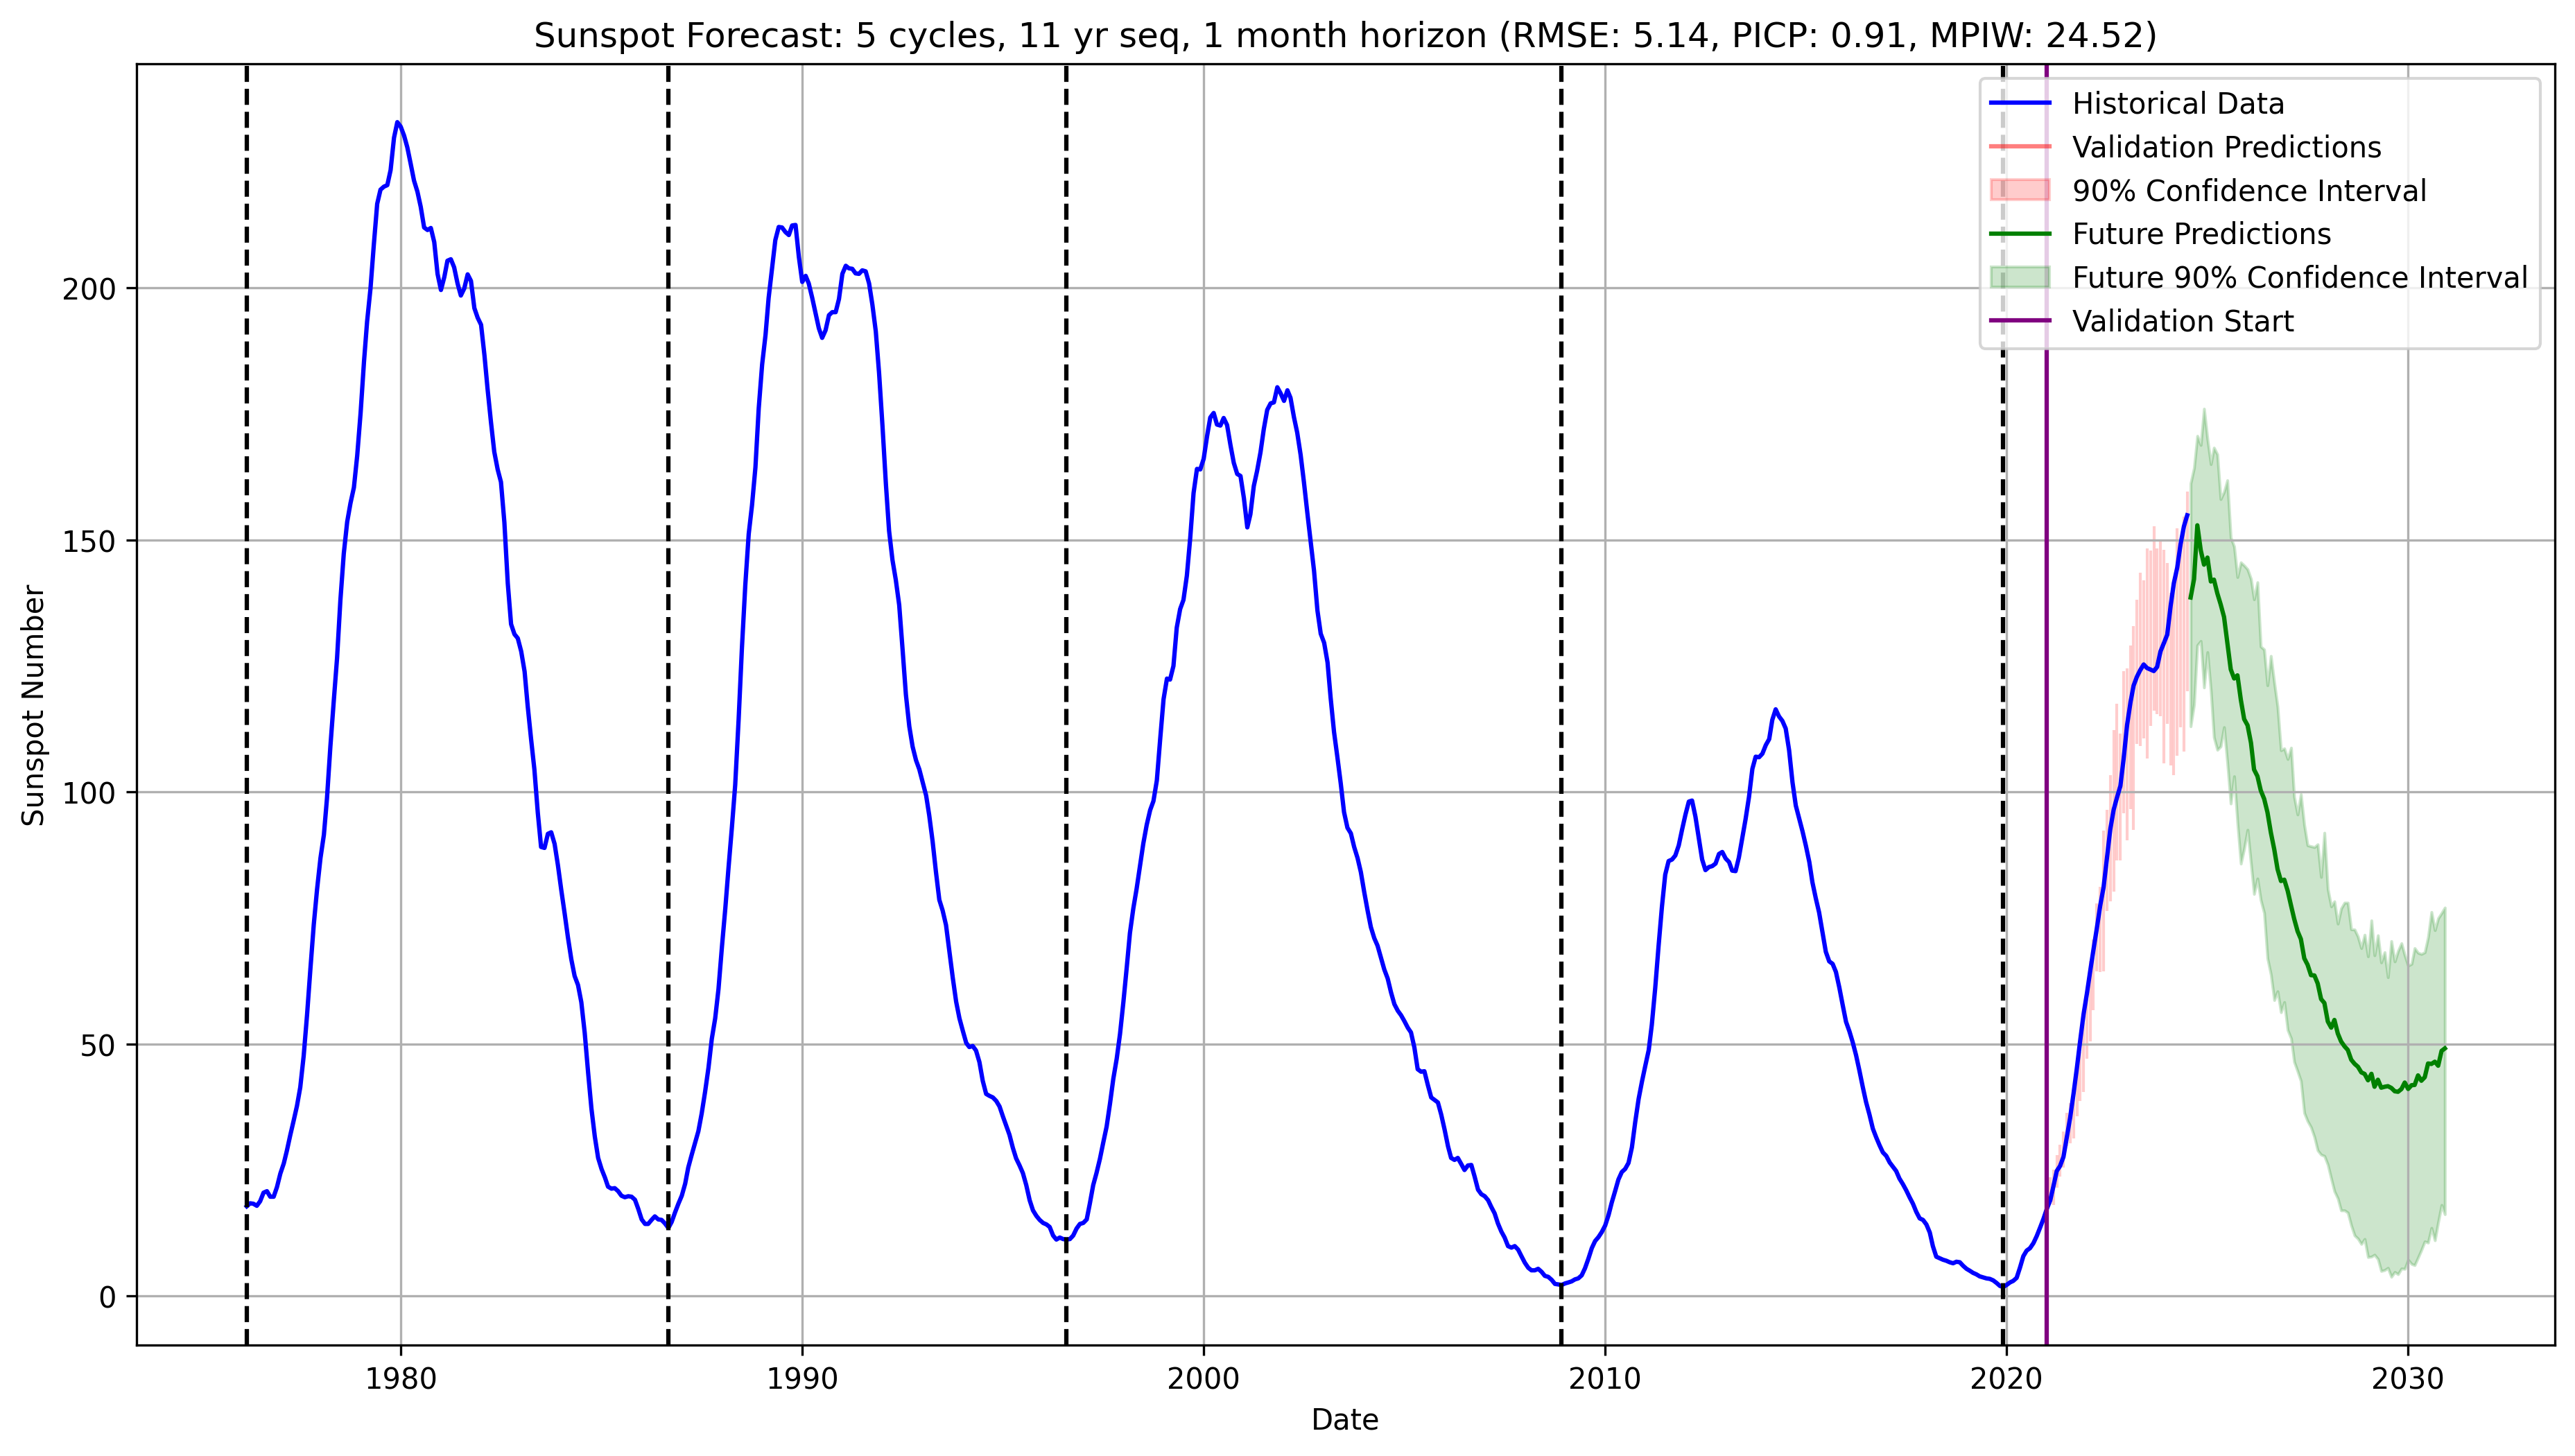 Sunspot Forecast: 5 cycles, 11 yr seq, 1 month horizon (RMSE: 5.14, PICP: 0.91, MPIW: 24.52)
Historical Data
Validation Predictions
90% Confidence Interval
Future Predictions
Future 90% Confidence Interval
Validation Start
Sunspot Number
200
150
100
50
0
1980
1990
2000
2010
2020
2030
Date